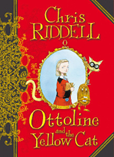 Chris
RIDDELL
Ottoline
and the
Yellow Cat